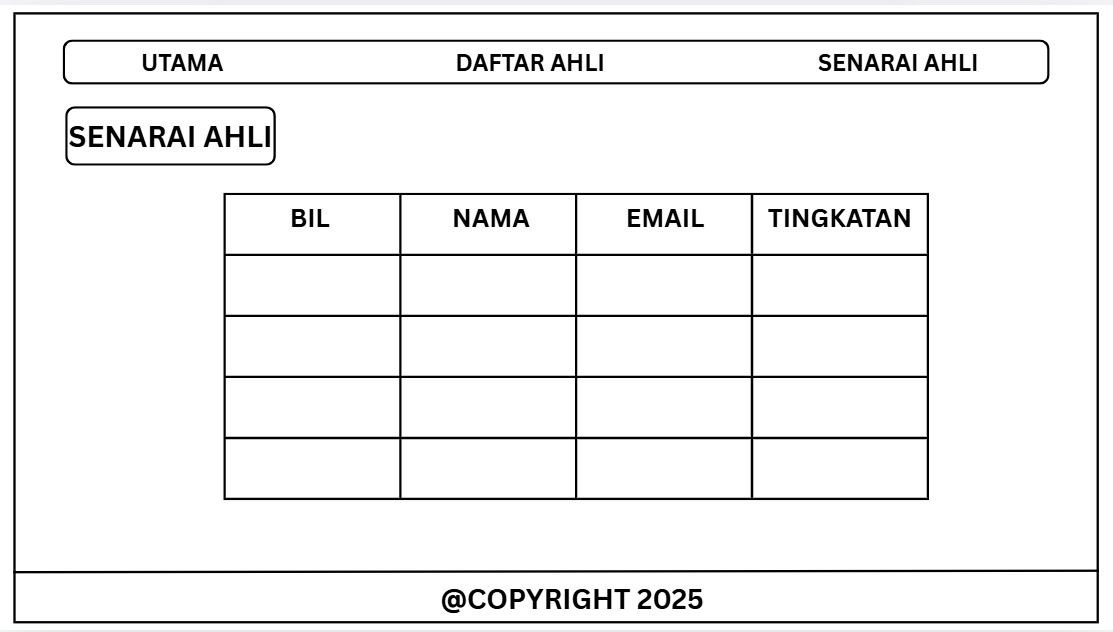 UTAMA DAFTAR AHLI SENARAI AHLI
SENARAI AHLI
BIL NAMA EMAIL TINGKATAN
@COPYRIGHT 2025